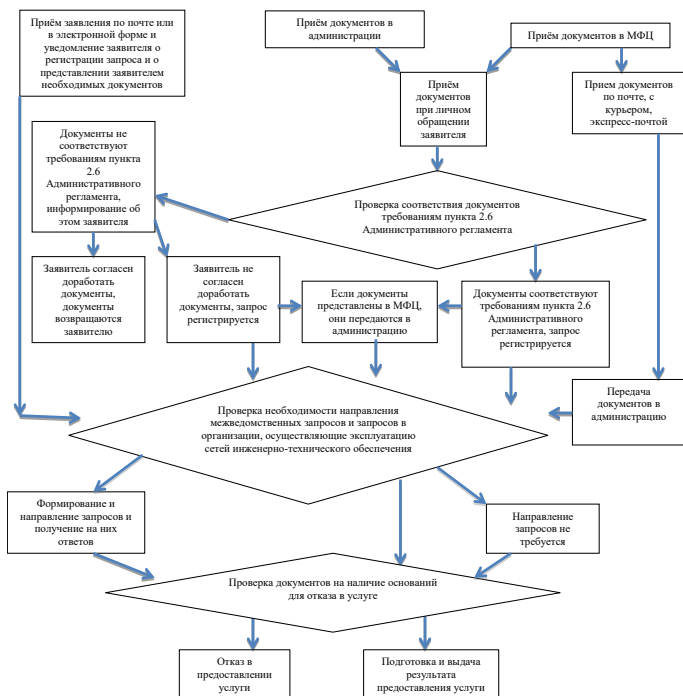 Приём заявления по почте или
в электронной форме и
уведомление заявителя о
регистрации запроса и о
представлении заявителем
необходимых документов
Приём документов в
администрации
Приём документов в МФЦ
Приём
документов
при личном
обращении
заявителя
Прием документов
по почте, с
курьером,
экспресс-почтой
Документы не
соответствуют
требованиям пункта
2.6
Административного
регламента,
информирование об
этом заявителя
Проверка соответствия документов
требованиям пункта 2.6
Административного регламента
Заявитель согласен
доработать
документы,
документы
возвращаются
заявителю
Заявитель не
согласен
доработать
документы, запрос
регистрируется
Если документы
представлены в МФЦ,
они передаются в
администрацию
Документы соответствуют
требованиям пункта 2.6
Административного
регламента, запрос
регистрируется
Передача
документов в
администрацию
Проверка необходимости направления
межведомственных запросов и запросов в
организации, осуществляющие эксплуатацию
сетей инженерно-технического обеспечения
Формирование и
направление запросов и
получение на них
ответов
Направление
запросов не
требуется
Проверка документов на наличие оснований
для отказа в услуге
Отказ в
предоставлении
услуги
Подготовка и выдача
результата
предоставления услуги